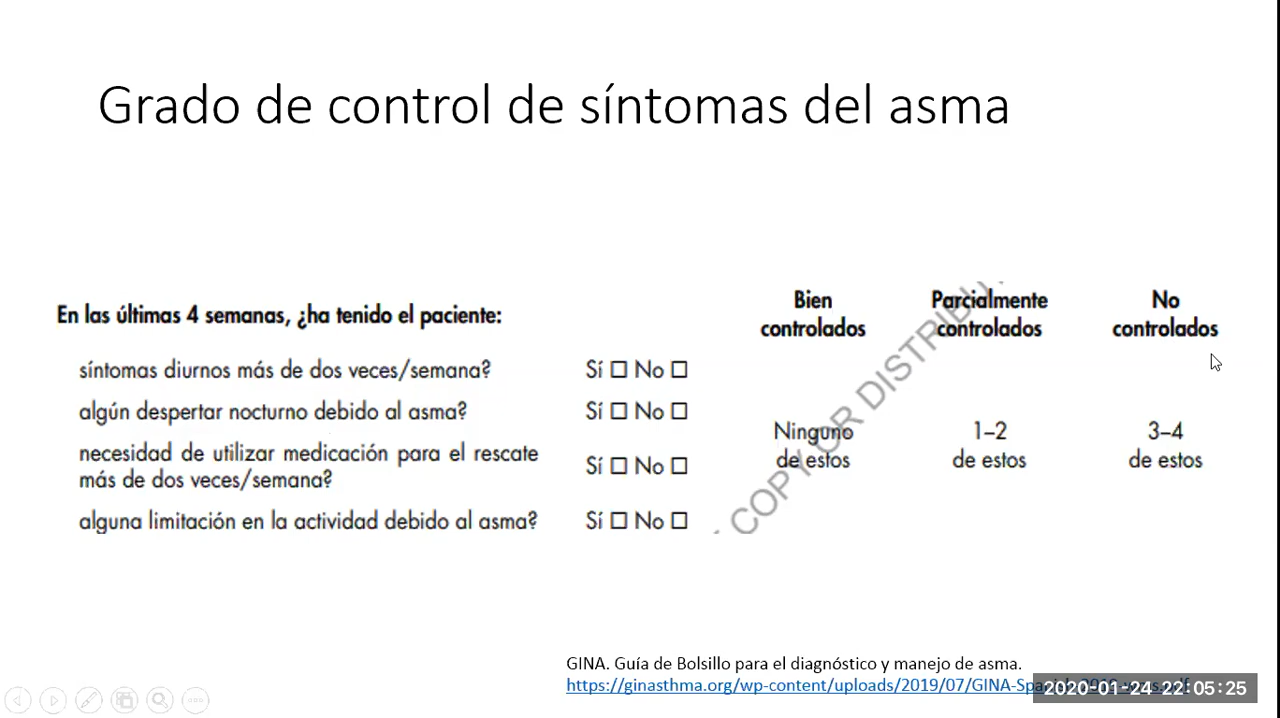 Grado de control de síntomas del asma
En las últimas 4 semanas, ¿ha tenido el paciente:
Bien controlados
Parcialmente controlados
No controlados
síntomas diurnos más de dos veces/semana? Sí □ No □
algún despertar nocturno debido al asma? Sí □ No □
necesidad de utilizar medicación para el rescate
más de dos veces/semana? Sí □ No □
alguna limitación en la actividad debido al asma? Sí □ No □
Ninguno de estos
1–2 de estos
3–4 de estos
COPY OR DISTRIBU
GINA. Guía de Bolsillo para el diagnóstico y manejo de asma.
https://ginasthma.org/wp-content/uploads/2019/07/GINA-Sp
2020-01-24 22:05:25